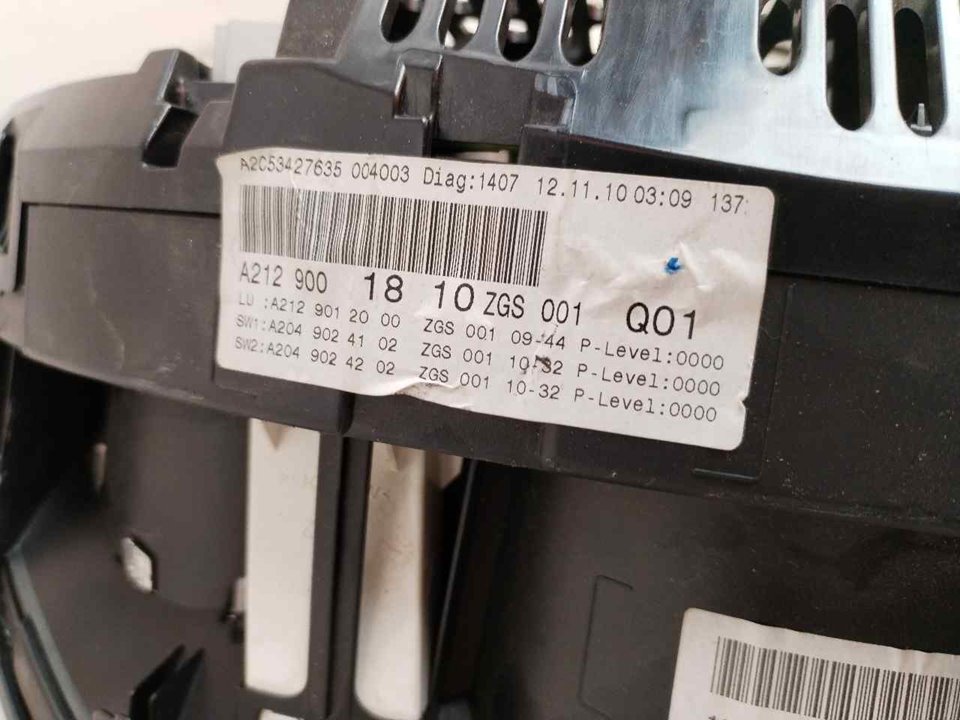 A2C53427635 004003 Diag:1407 12.11.10 03:09 137
A212 900 18 10 ZGS 001 Q01
LU :A212 901 20 00 ZGS 001 09-44 P-Level:0000
SW1:A204 902 41 02 ZGS 001 10-32 P-Level:0000
SW2:A204 902 42 02 ZGS 001 10-32 P-Level:0000